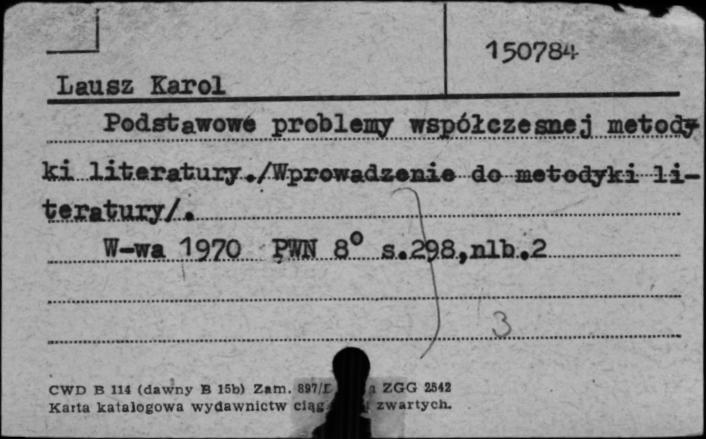 150784
Lausz Karol
Podstawowe problemy współczesnej metody
ki literatury./Wprowadzenie do metodyki li-
teratury/.
W-wa 1970 PWN 8° s.298,nlb.2
3
CWD B 114 (dawny B 15b) Zam. 897/ ZGG 2542
Karta katalogowa wydawnictw zwartych.